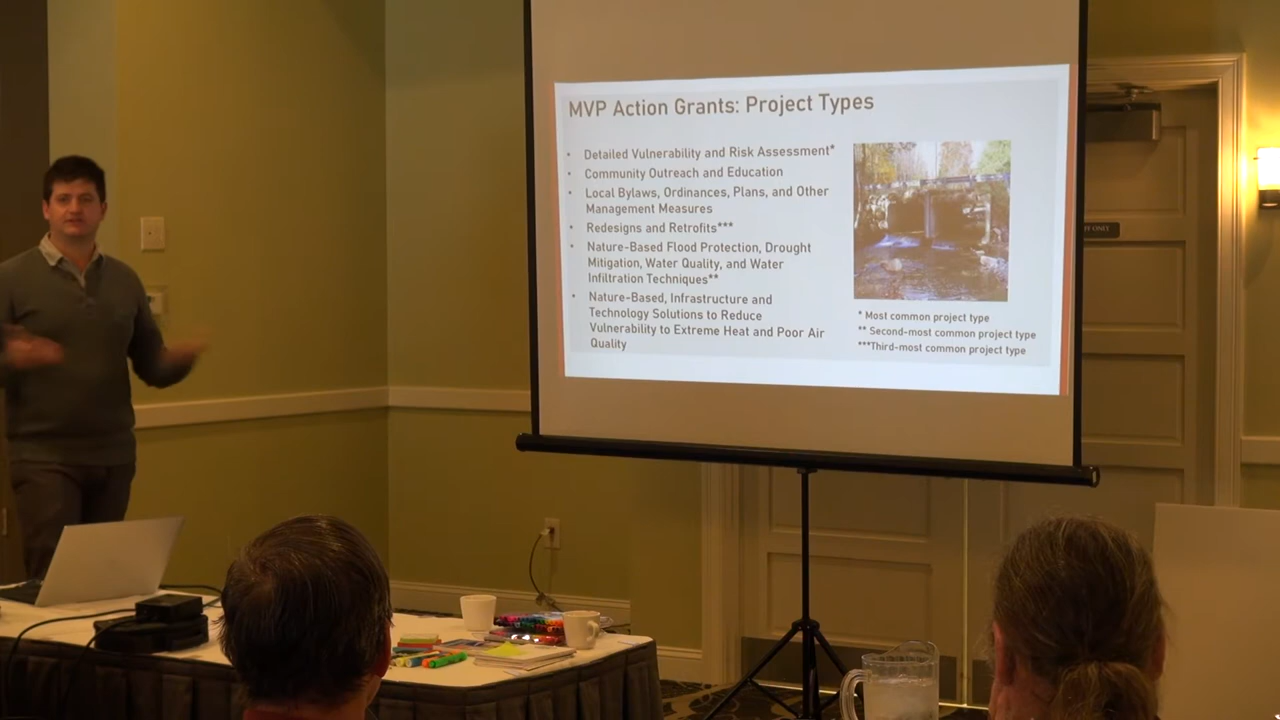 MVP Action Grants: Project Types
• Detailed Vulnerability and Risk Assessment*
• Community Outreach and Education
• Local Bylaws, Ordinances, Plans, and Other
Management Measures
• Redesigns and Retrofits***
• Nature-Based Flood Protection, Drought
Mitigation, Water Quality, and Water
Infiltration Techniques**
• Nature-Based, Infrastructure and
Technology Solutions to Reduce
Vulnerability to Extreme Heat and Poor Air
Quality
* Most common project type
** Second-most common project type
***Third-most common project type
ONLY